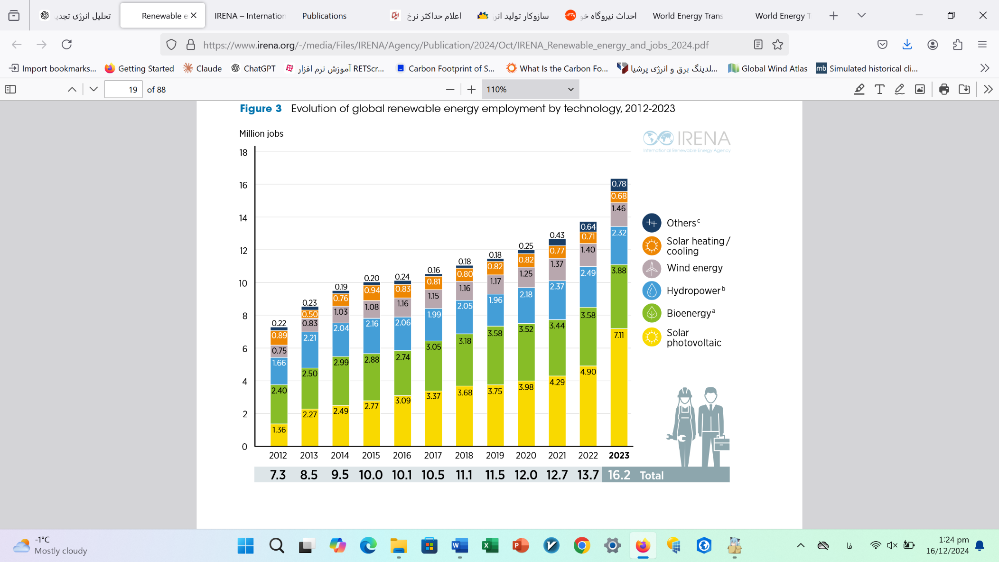 تحلیل انرژی تجدید
Renewable e
IRENA – Internation
Publications
اعلام حداکثر نرخ
سازوکار تولید انر
احداث نیروگاه خو
World Energy Trans
World Energy T
https://www.irena.org/-/media/Files/IRENA/Agency/Publication/2024/Oct/IRENA_Renewable_energy_and_jobs_2024.pdf
Import bookmarks...
Getting Started
Claude
ChatGPT
آموزش نرم افزار RETScr...
Carbon Footprint of S...
What Is the Carbon Fo...
لدینگ برق و انرژی پرشیا...
Global Wind Atlas
mb Simulated historical cli...
19 of 88
110%
Figure 3 Evolution of global renewable energy employment by technology, 2012-2023
Million jobs
IRENA
International Renewable Energy Agency
18
16
14
12
10
8
6
4
2
0
0.22
0.89
0.75
1.66
2.40
1.36
0.23
0.50
0.83
2.21
2.50
2.27
0.19
0.76
1.03
2.04
2.99
2.49
0.20
0.94
1.08
2.16
2.88
2.77
0.24
0.83
1.16
2.06
2.74
3.09
0.16
0.81
1.15
1.99
3.05
3.37
0.18
0.80
1.16
2.05
3.18
3.68
0.18
0.82
1.17
1.96
3.58
3.75
0.25
0.82
1.25
2.18
3.52
3.98
0.43
0.77
1.37
2.37
3.44
4.29
0.64
0.71
1.40
2.49
3.58
4.90
0.78
0.68
1.46
2.32
3.88
7.11
Others c
Solar heating/
cooling
Wind energy
Hydropower b
Bioenergy a
Solar
photovoltaic
2012 2013 2014 2015 2016 2017 2018 2019 2020 2021 2022 2023
7.3 8.5 9.5 10.0 10.1 10.5 11.1 11.5 12.0 12.7 13.7 16.2 Total
-1°C
Mostly cloudy
فا
1:24 pm
16/12/2024